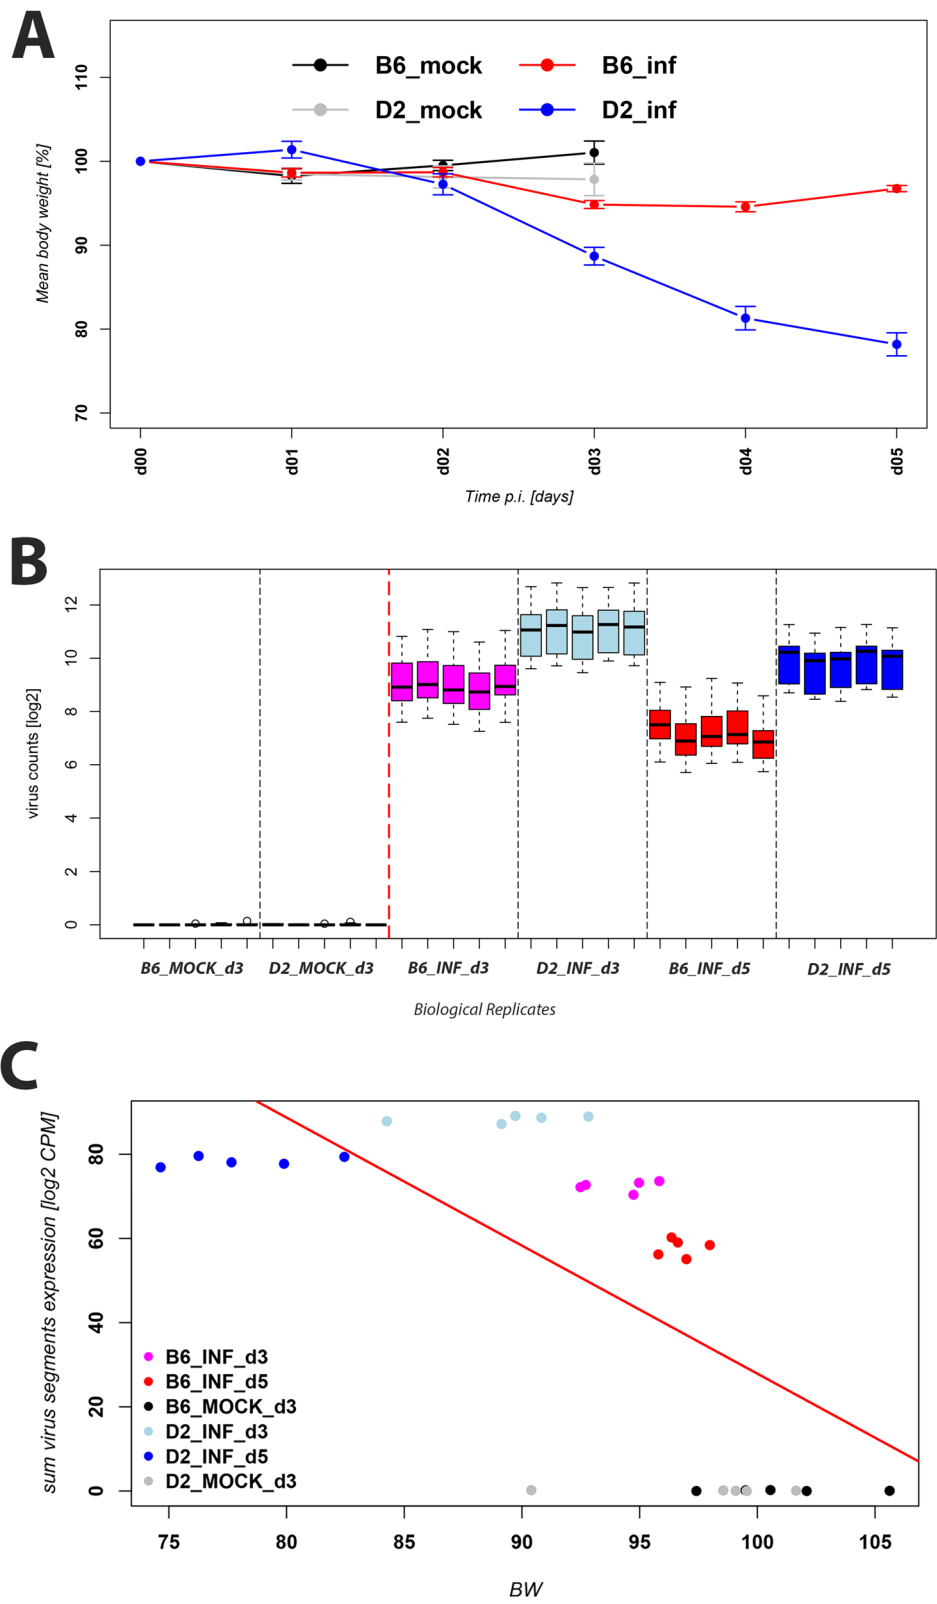 A
B6_mock
B6_inf
D2_mock
D2_inf
Mean body weight [%]
110
100
90
80
70
d00
d01
d02
d03
d04
d05
Time p.i. [days]
B
virus counts [log2]
12
10
8
6
4
2
0
B6_MOCK_d3
D2_MOCK_d3
B6_INF_d3
D2_INF_d3
B6_INF_d5
D2_INF_d5
Biological Replicates
C
sum virus segments expression [log2 CPM]
80
60
40
20
0
B6_INF_d3
B6_INF_d5
B6_MOCK_d3
D2_INF_d3
D2_INF_d5
D2_MOCK_d3
75
80
85
90
95
100
105
BW